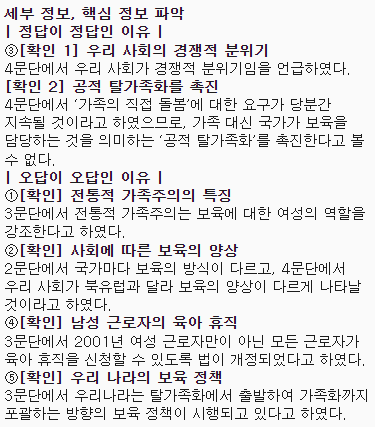 세부 정보, 핵심 정보 파악
| 정답이 정답인 이유 |
③[확인 1] 우리 사회의 경쟁적 분위기
4문단에서 우리 사회가 경쟁적 분위기임을 언급하였다.
[확인 2] 공적 탈가족화를 촉진
4문단에서 ‘가족의 직접 돌봄’에 대한 요구가 당분간
지속될 것이라고 하였으므로, 가족 대신 국가가 보육을
담당하는 것을 의미하는 ‘공적 탈가족화’를 촉진한다고 볼
수 없다.
| 오답이 오답인 이유 |
①[확인] 전통적 가족주의의 특징
3문단에서 전통적 가족주의는 보육에 대한 여성의 역할을
강조한다고 하였다.
②[확인] 사회에 따른 보육의 양상
2문단에서 국가마다 보육의 방식이 다르고, 4문단에서
우리 사회가 북유럽과 달라 보육의 양상이 다르게 나타날
것이라고 하였다.
④[확인] 남성 근로자의 육아 휴직
3문단에서 2001년 여성 근로자만이 아닌 모든 근로자가
육아 휴직을 신청할 수 있도록 법이 개정되었다고 하였다.
⑤[확인] 우리 나라의 보육 정책
3문단에서 우리나라는 탈가족화에서 출발하여 가족화까지
포괄하는 방향의 보육 정책이 시행되고 있다고 하였다.